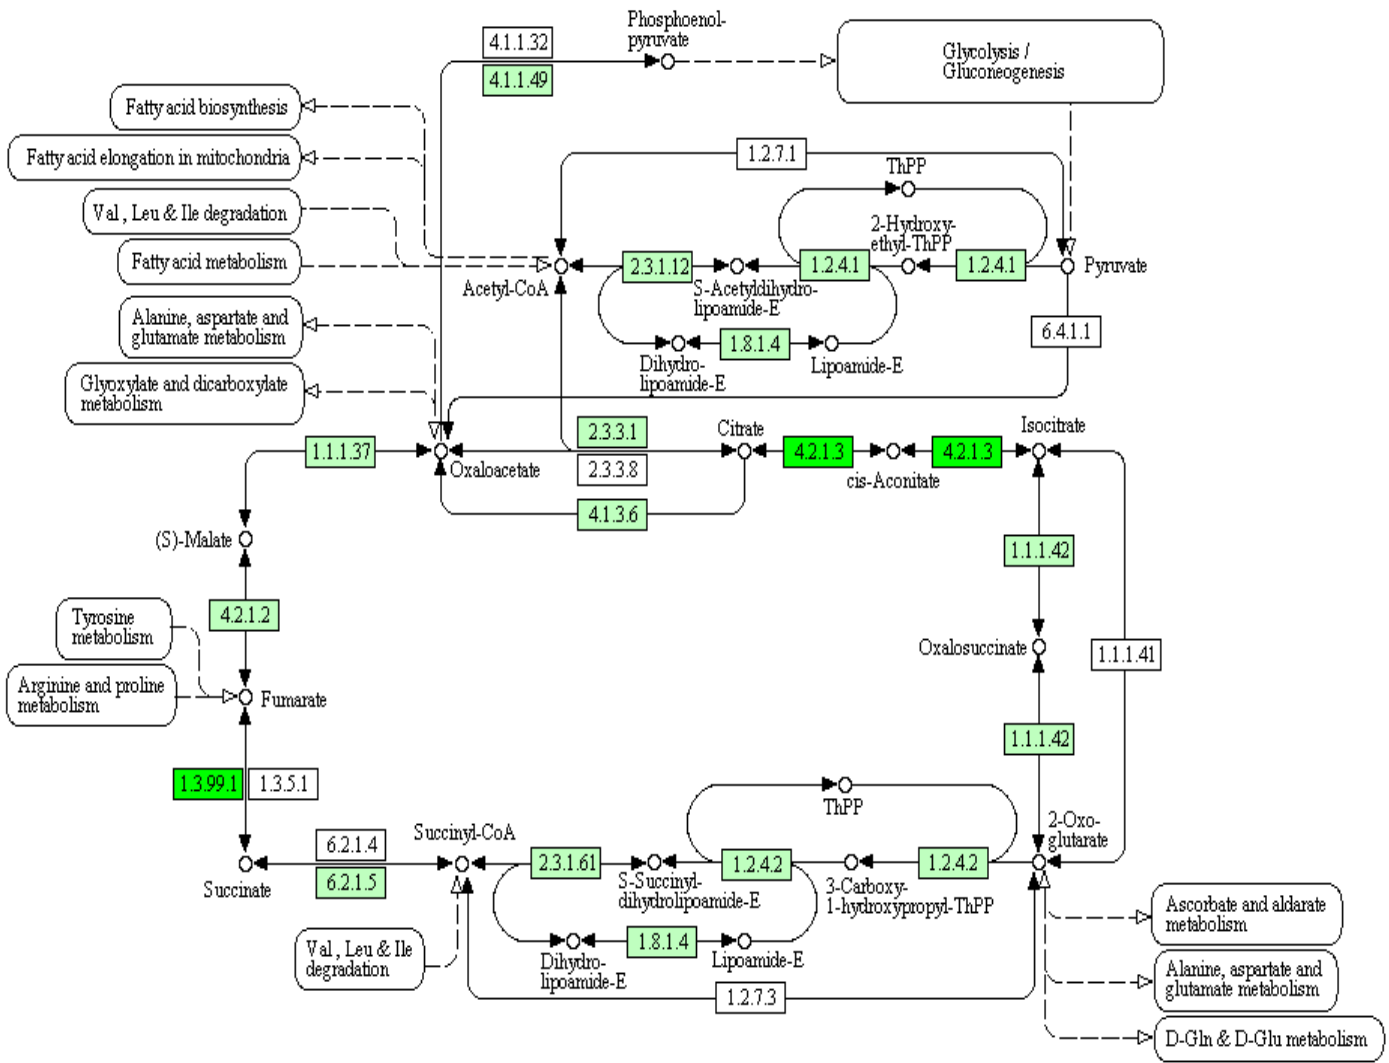 Phosphoenol-
pyruvate
4.1.1.32
4.1.1.49
Glycolysis /
Gluconeogenesis
Fatty acid biosynthesis
Fatty acid elongation in mitochondria
Val , Leu & Ile degradation
Fatty acid metabolism
Alanine, aspartate and
glutamate metabolism
Glyoxylate and dicarboxylate
metabolism
1.2.7.1
ThPP
2-Hydroxy-
ethyl-ThPP
2.3.1.12
1.2.4.1
1.2.4.1
Pyruvate
Acetyl-CoA
S-Acetyldihydro-
lipoamide-E
1.8.1.4
Dihydro-
lipoamide-E
Lipoamide-E
6.4.1.1
1.1.1.37
Oxaloacetate
2.3.3.1
2.3.3.8
4.1.3.6
Citrate
4.2.1.3
cis-Aconitate
4.2.1.3
Isocitrate
(S)-Malate
1.1.1.42
4.2.1.2
Tyrosine
metabolism
Oxalosuccinate
1.1.1.41
Arginine and proline
metabolism
Fumarate
1.1.1.42
1.3.99.1
1.3.5.1
ThPP
2-Oxo-
glutarate
Succinate
6.2.1.4
6.2.1.5
Succinyl-CoA
2.3.1.61
S-Succinyl-
dihydrolipoamide-E
1.2.4.2
3-Carboxy-
1-hydroxypropyl-ThPP
1.2.4.2
Val , Leu & Ile
degradation
Dihydro-
lipoamide-E
1.8.1.4
Lipoamide-E
1.2.7.3
Ascorbate and aldarate
metabolism
Alanine, aspartate and
glutamate metabolism
D-Gln & D-Glu metabolism